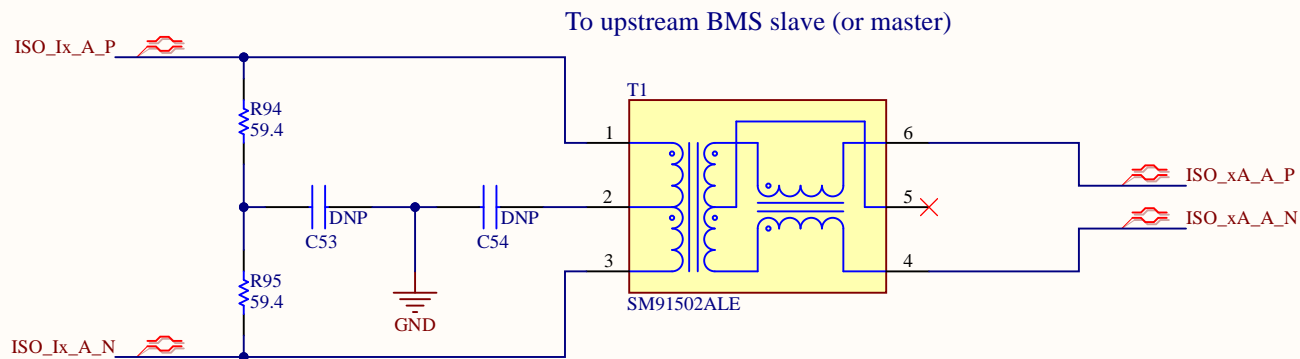 To upstream BMS slave (or master)
ISO_Ix_A_P
T1
R94
59.4
1
6
ISO_xA_A_P
2
5
DNP
DNP
C53
C54
ISO_xA_A_N
3
4
R95
59.4
SM91502ALE
GND
ISO_Ix_A_N